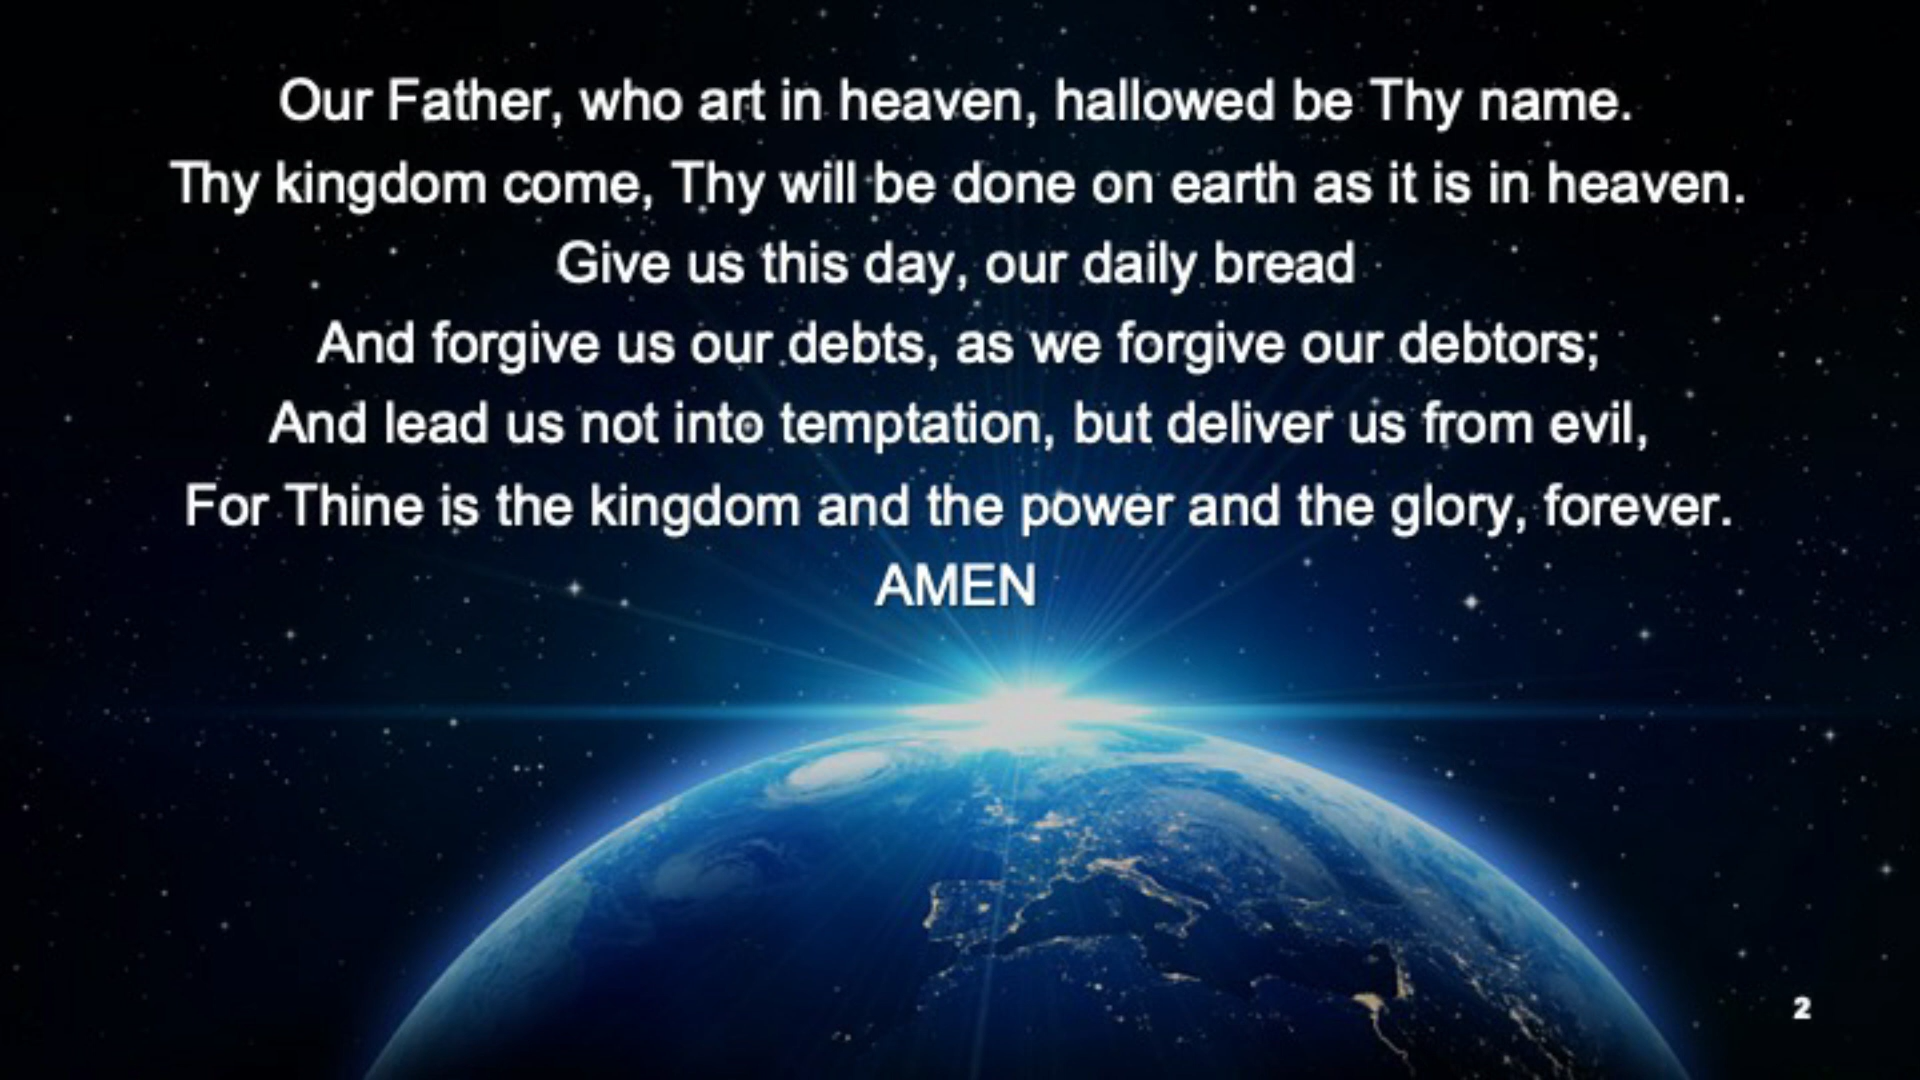 Our Father, who art in heaven, hallowed be Thy name.
Thy kingdom come, Thy will be done on earth as it is in heaven.
Give us this day, our daily bread
And forgive us our debts, as we forgive our debtors;
And lead us not into temptation, but deliver us from evil,
For Thine is the kingdom and the power and the glory, forever.
AMEN
2